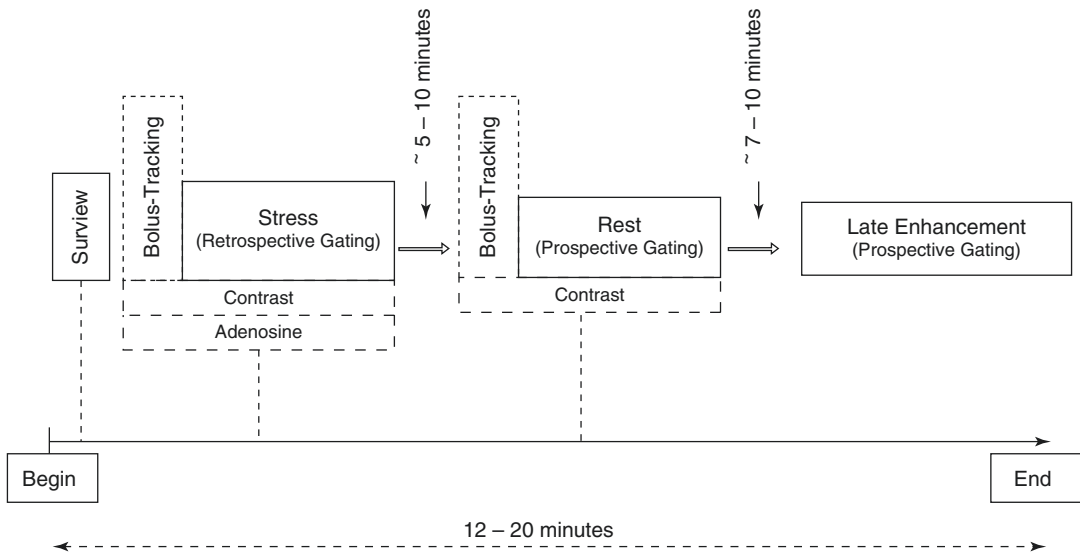 Surview
Bolus-Tracking
Stress
(Retrospective Gating)
Contrast
Adenosine
~ 5 – 10 minutes
Bolus-Tracking
Rest
(Prospective Gating)
Contrast
~ 7 – 10 minutes
Late Enhancement
(Prospective Gating)
Begin
End
12 – 20 minutes